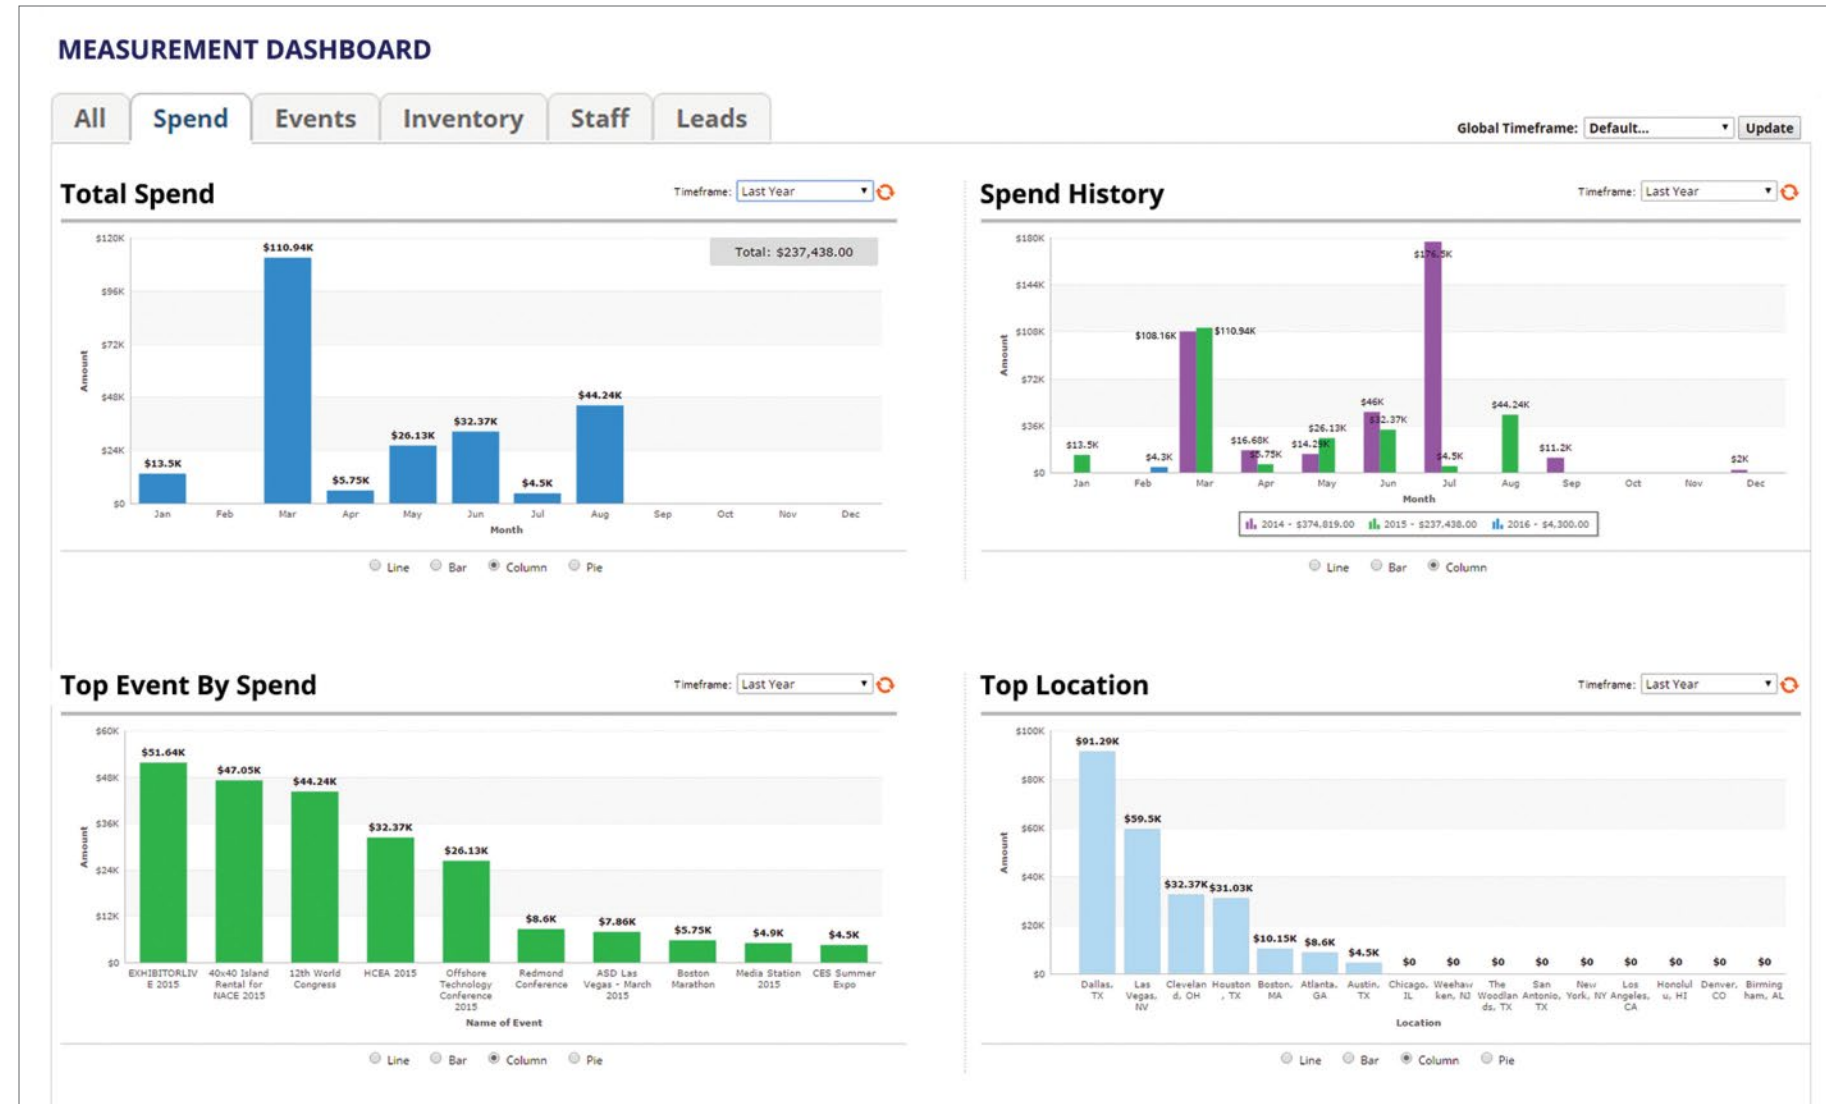 MEASUREMENT DASHBOARD
All Spend Events Inventory Staff Leads
Global Timeframe: Default... Update
Total Spend
Timeframe: Last Year
Total: $237,438.00
$120K
$96K
$72K
$48K
$24K
$0
Amount
$13.5K $110.94K $5.75K $26.13K $32.37K $4.5K $44.24K
Jan Feb Mar Apr May Jun Jul Aug Sep Oct Nov Dec
Month
Line Bar Column Pie
Spend History
Timeframe: Last Year
$180K
$144K
$108K
$72K
$36K
$0
Amount
$13.5K $4.3K $108.16K $110.94K $16.68K $5.75K $14.29K $26.13K $46K $32.37K $176.5K $4.5K $44.24K $11.2K $2K
Jan Feb Mar Apr May Jun Jul Aug Sep Oct Nov Dec
Month
2014 - $374,819.00 2015 - $237,438.00 2016 - $4,300.00
Line Bar Column
Top Event By Spend
Timeframe: Last Year
$60K
$48K
$36K
$24K
$12K
$0
Amount
$51.64K $47.05K $44.24K $32.37K $26.13K $8.6K $7.86K $5.75K $4.9K $4.5K
EXHIBITORLIV 40x40 Island 12th World HCEA 2015 Offshore Redmond ASD Las Boston Media Station CES Summer
E 2015 Rental for Congress Technology Conference Vegas - March Marathon 2015 Expo
NACE 2015 Conference 2015
2015
Name of Event
Line Bar Column Pie
Top Location
Timeframe: Last Year
$100K
$80K
$60K
$40K
$20K
$0
Amount
$91.29K $59.5K $32.37K $31.03K $10.15K $8.6K $4.5K $0 $0 $0 $0 $0 $0 $0 $0 $0
Dallas, Las Clevelan Houston Boston, Atlanta, Austin, Chicago, Weehaw The San New Los Honolul Denver, Birming
TX Vegas, d, OH , TX MA GA TX IL ken, NJ Woodlan Antonio, York, NY Angeles, u, HI CO ham, AL
NV ds, TX TX CA
Location
Line Bar Column Pie